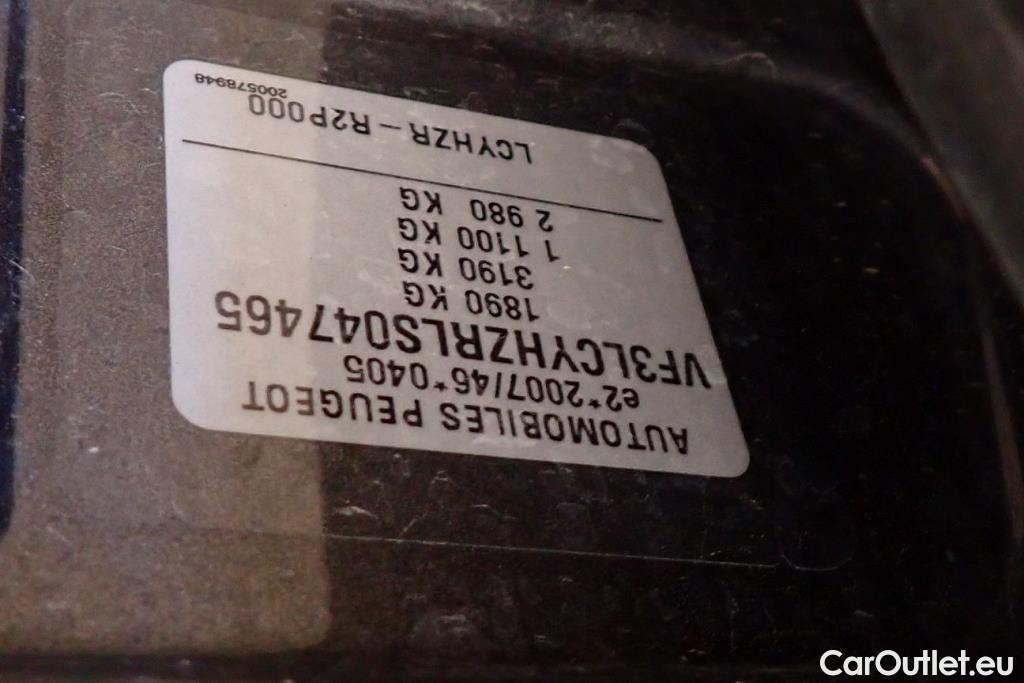 AUTOMOBILES PEUGEOT
e2*2007/46*0405
VF3LCYHZRLS047465
1890 KG
3190 KG
1 1100 KG
2 980 KG
LCYHZR - R2P000
200578948
CarOutlet.eu